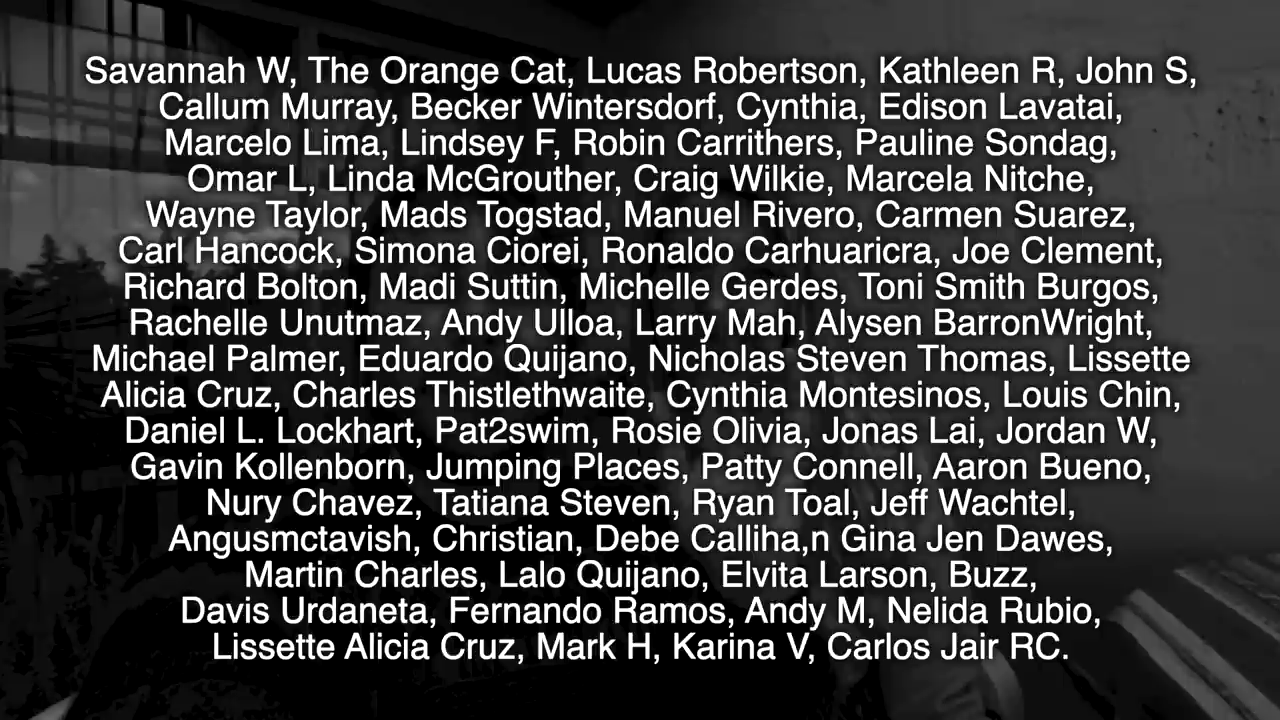 Savannah W, The Orange Cat, Lucas Robertson, Kathleen R, John S,
Callum Murray, Becker Wintersdorf, Cynthia, Edison Lavatai,
Marcelo Lima, Lindsey F, Robin Carrithers, Pauline Sondag,
Omar L, Linda McGrouther, Craig Wilkie, Marcela Nitche,
Wayne Taylor, Mads Togstad, Manuel Rivero, Carmen Suarez,
Carl Hancock, Simona Ciorei, Ronaldo Carhuaricra, Joe Clement,
Richard Bolton, Madi Suttin, Michelle Gerdes, Toni Smith Burgos,
Rachelle Unutmaz, Andy Ulloa, Larry Mah, Alysen BarronWright,
Michael Palmer, Eduardo Quijano, Nicholas Steven Thomas, Lissette
Alicia Cruz, Charles Thistlethwaite, Cynthia Montesinos, Louis Chin,
Daniel L. Lockhart, Pat2swim, Rosie Olivia, Jonas Lai, Jordan W,
Gavin Kollenborn, Jumping Places, Patty Connell, Aaron Bueno,
Nury Chavez, Tatiana Steven, Ryan Toal, Jeff Wachtel,
Angusmctavish, Christian, Debe Calliha,n Gina Jen Dawes,
Martin Charles, Lalo Quijano, Elvita Larson, Buzz,
Davis Urdaneta, Fernando Ramos, Andy M, Nelida Rubio,
Lissette Alicia Cruz, Mark H, Karina V, Carlos Jair RC.